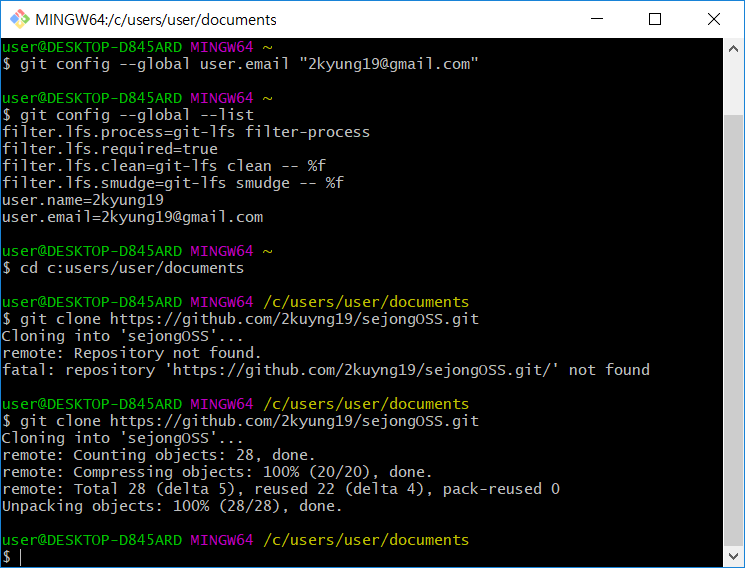 MINGW64:/c/users/user/documents
user@DESKTOP-D845ARD MINGW64 ~
$ git config --global user.email "2kyung19@gmail.com"
user@DESKTOP-D845ARD MINGW64 ~
$ git config --global --list
filter.lfs.process=git-lfs filter-process
filter.lfs.required=true
filter.lfs.clean=git-lfs clean -- %f
filter.lfs.smudge=git-lfs smudge -- %f
user.name=2kyung19
user.email=2kyung19@gmail.com
user@DESKTOP-D845ARD MINGW64 ~
$ cd c:users/user/documents
user@DESKTOP-D845ARD MINGW64 /c/users/user/documents
$ git clone https://github.com/2kuyng19/sejongOSS.git
Cloning into 'sejongOSS'...
remote: Repository not found.
fatal: repository 'https://github.com/2kuyng19/sejongOSS.git/' not found
user@DESKTOP-D845ARD MINGW64 /c/users/user/documents
$ git clone https://github.com/2kyung19/sejongOSS.git
Cloning into 'sejongOSS'...
remote: Counting objects: 28, done.
remote: Compressing objects: 100% (20/20), done.
remote: Total 28 (delta 5), reused 22 (delta 4), pack-reused 0
Unpacking objects: 100% (28/28), done.
user@DESKTOP-D845ARD MINGW64 /c/users/user/documents
$